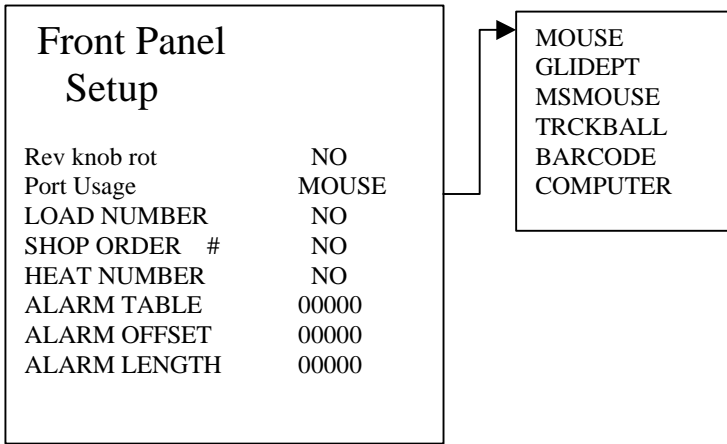 Front Panel
Setup
Rev knob rot NO
Port Usage MOUSE
LOAD NUMBER NO
SHOP ORDER # NO
HEAT NUMBER NO
ALARM TABLE 00000
ALARM OFFSET 00000
ALARM LENGTH 00000
MOUSE
GLIDEPT
MSMOUSE
TRCKBALL
BARCODE
COMPUTER